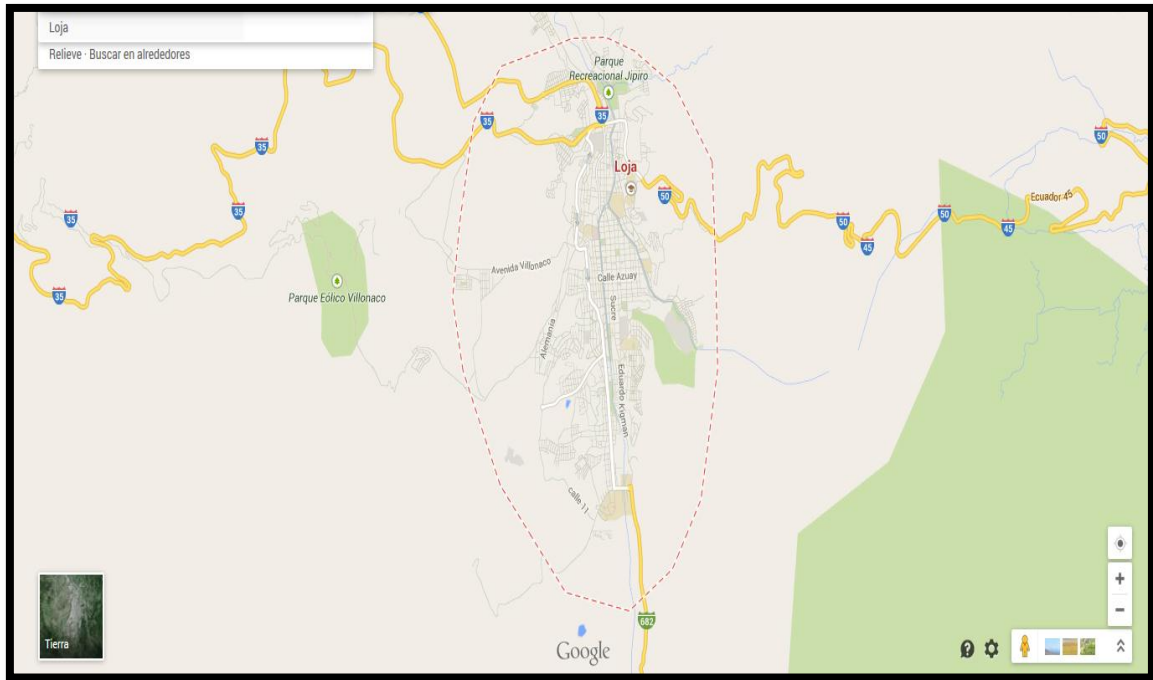 Loja
Relieve · Buscar en alrededores
Parque
Recreacional Jipiro
35
35
35
50
Loja
50
Ecuador 45
35
35
50
50
45
45
Avenida Villonaco
Calle Azuay
Parque Eólico Villonaco
35
Sucre
Alemania
Eduardo Kigman
calle 11
682
Tierra
Google